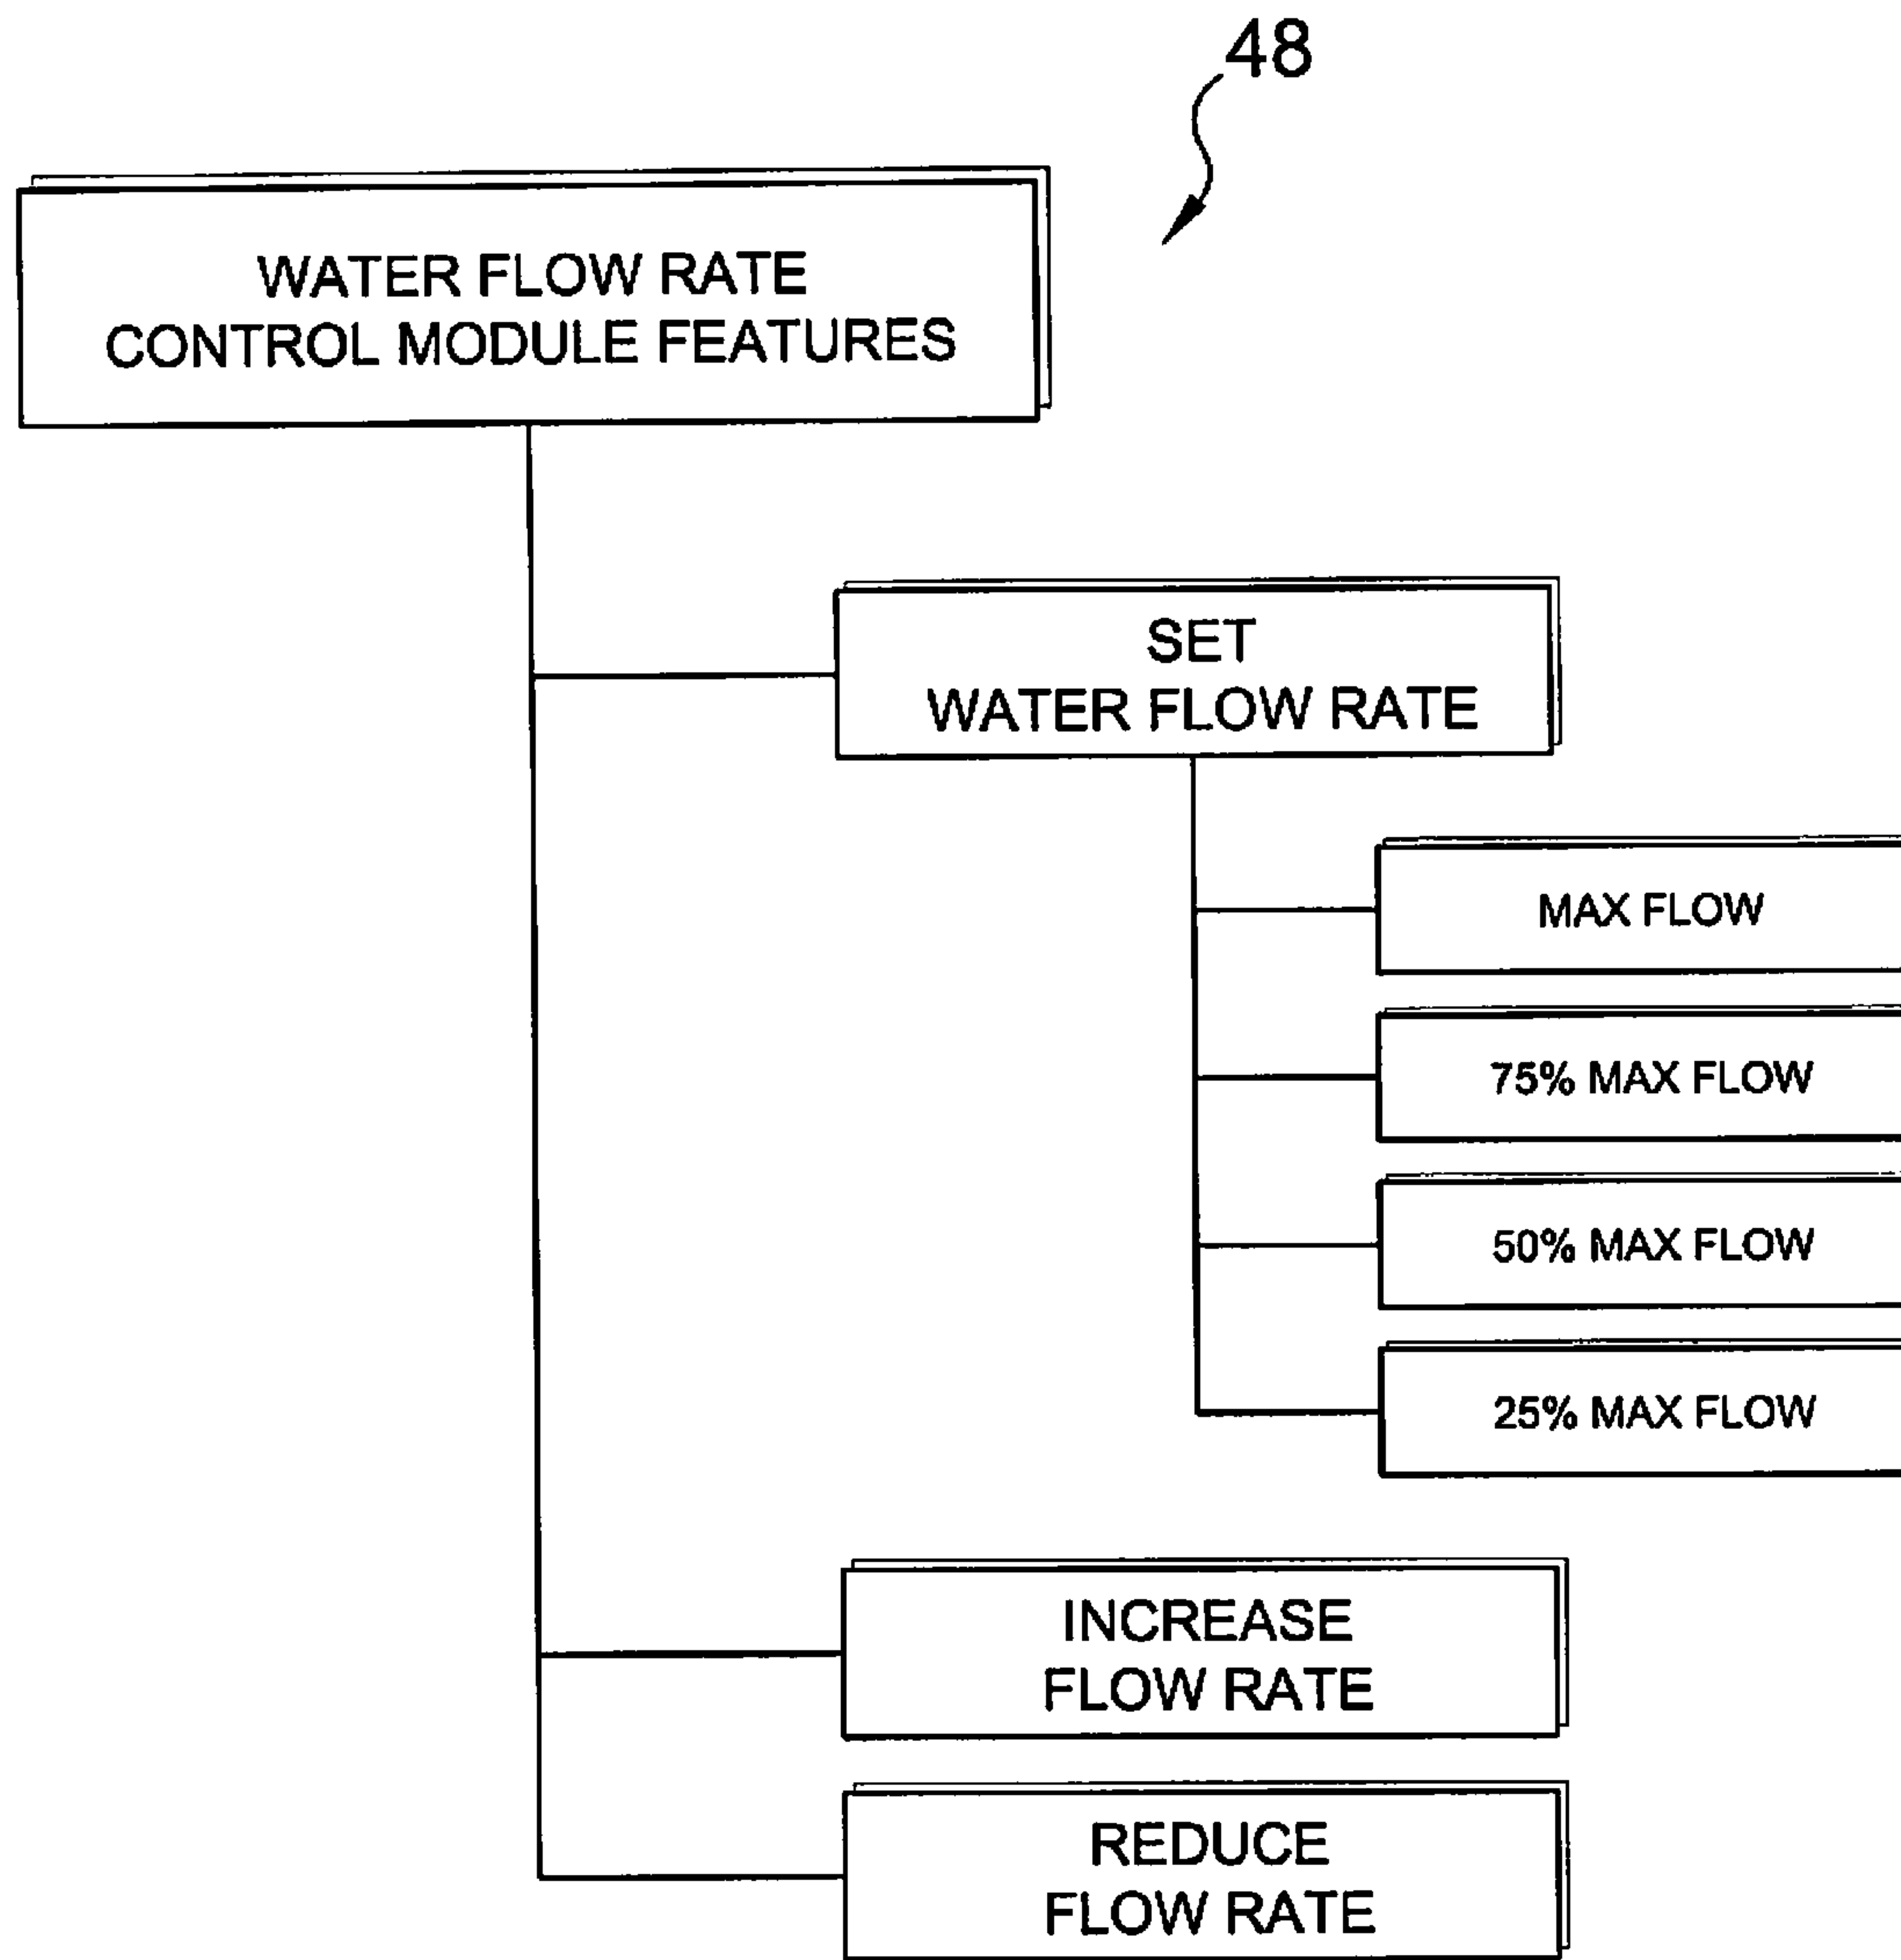 48
WATER FLOW RATE
CONTROL MODULE FEATURES
SET
WATER FLOW RATE
MAX FLOW
75% MAX FLOW
50% MAX FLOW
25% MAX FLOW
INCREASE
FLOW RATE
REDUCE
FLOW RATE